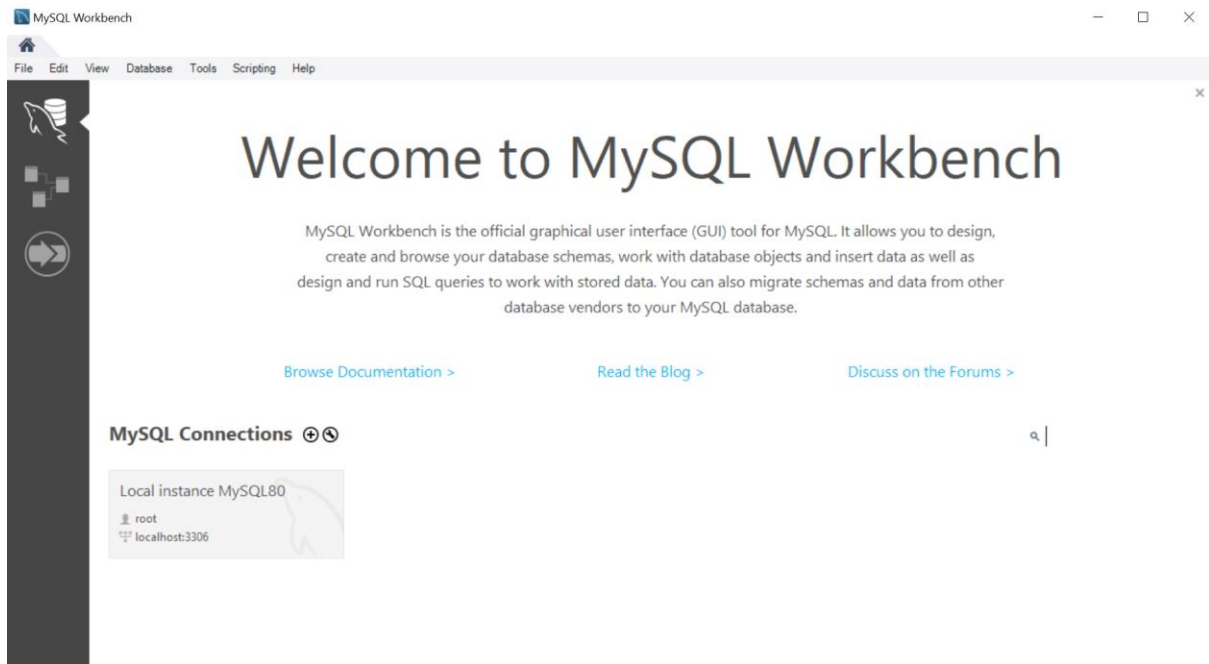 MySQL Workbench
File Edit View Database Tools Scripting Help
Welcome to MySQL Workbench
MySQL Workbench is the official graphical user interface (GUI) tool for MySQL. It allows you to design,
create and browse your database schemas, work with database objects and insert data as well as
design and run SQL queries to work with stored data. You can also migrate schemas and data from other
database vendors to your MySQL database.
Browse Documentation > Read the Blog > Discuss on the Forums >
MySQL Connections
Local instance MySQL80
root
localhost:3306